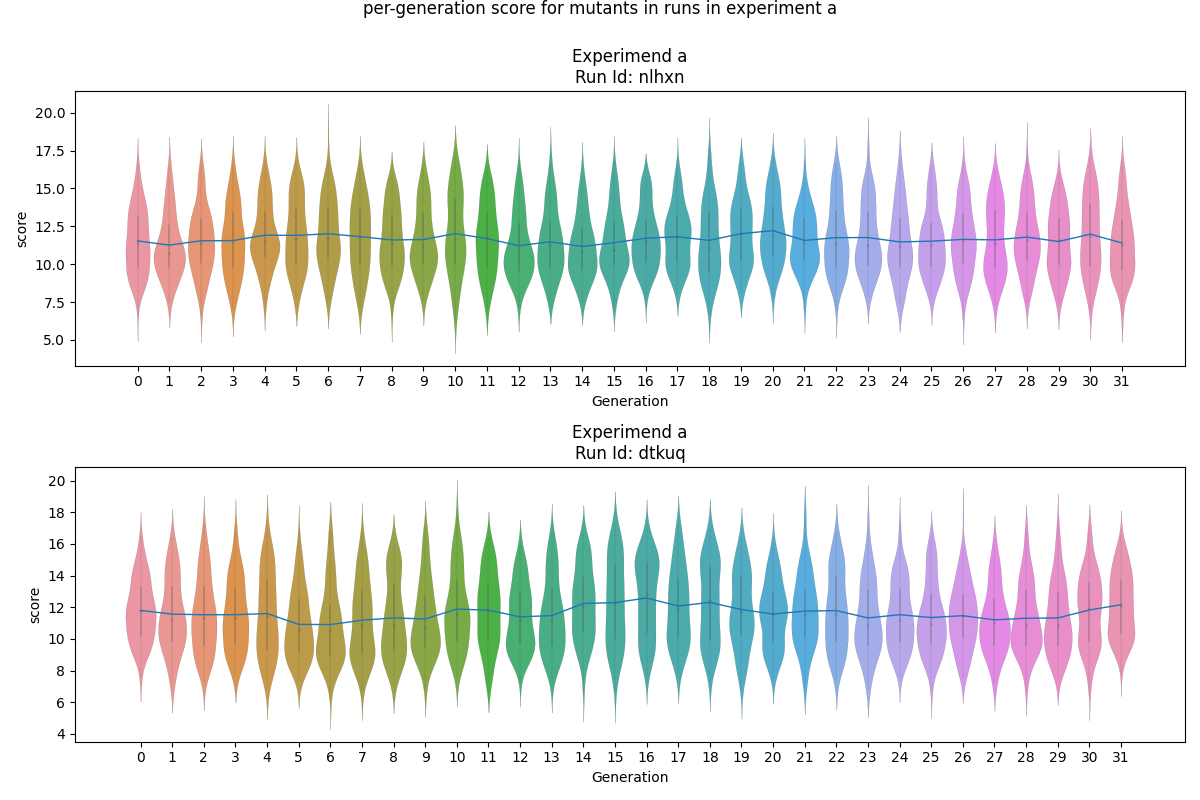 per-generation score for mutants in runs in experiment a
Experimend a
Run Id: nlhxn
20.0
17.5
15.0
12.5
10.0
7.5
5.0
score
0 1 2 3 4 5 6 7 8 9 10 11 12 13 14 15 16 17 18 19 20 21 22 23 24 25 26 27 28 29 30 31
Generation
Experimend a
Run Id: dtkuq
20
18
16
14
12
10
8
6
4
score
0 1 2 3 4 5 6 7 8 9 10 11 12 13 14 15 16 17 18 19 20 21 22 23 24 25 26 27 28 29 30 31
Generation